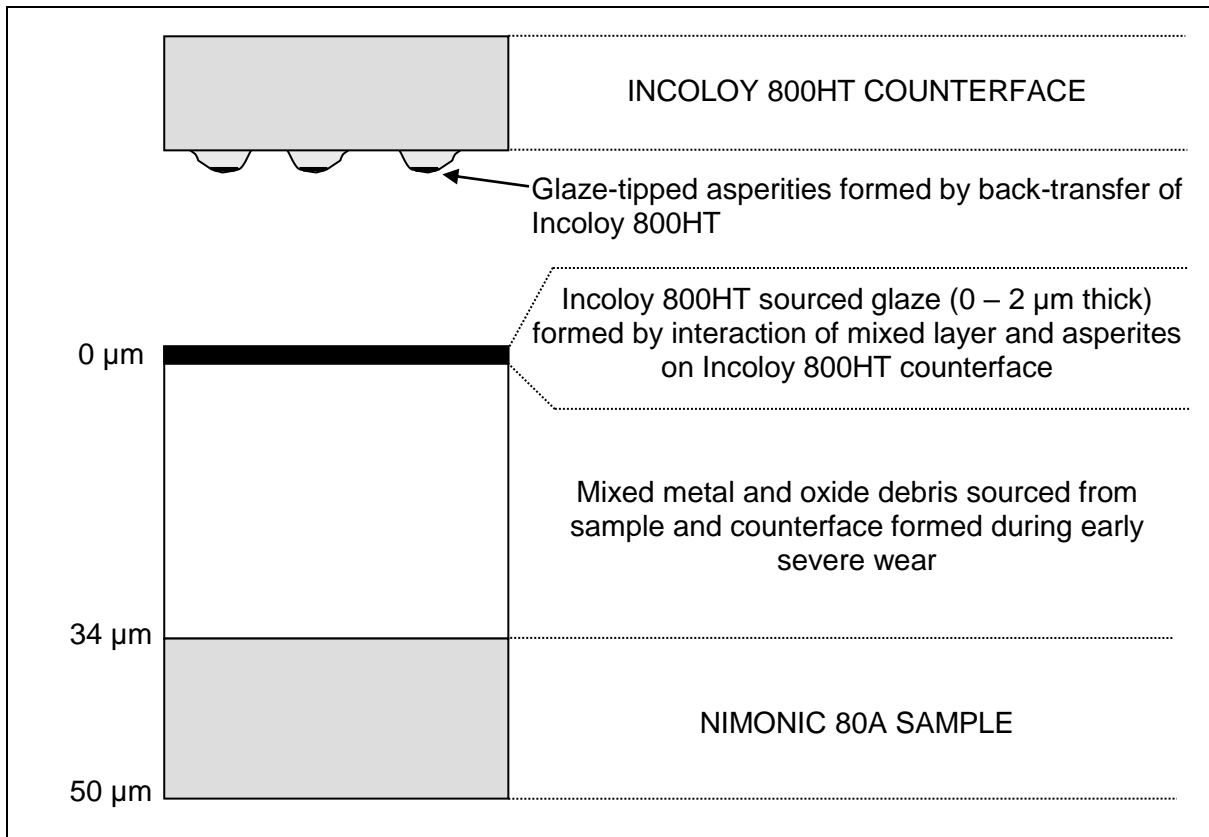 INCOLOY 800HT COUNTERFACE
Glaze-tipped asperities formed by back-transfer of
Incoloy 800HT
Incoloy 800HT sourced glaze (0 – 2 µm thick)
formed by interaction of mixed layer and asperites
on Incoloy 800HT counterface
0 µm
Mixed metal and oxide debris sourced from
sample and counterface formed during early
severe wear
34 µm
NIMONIC 80A SAMPLE
50 µm